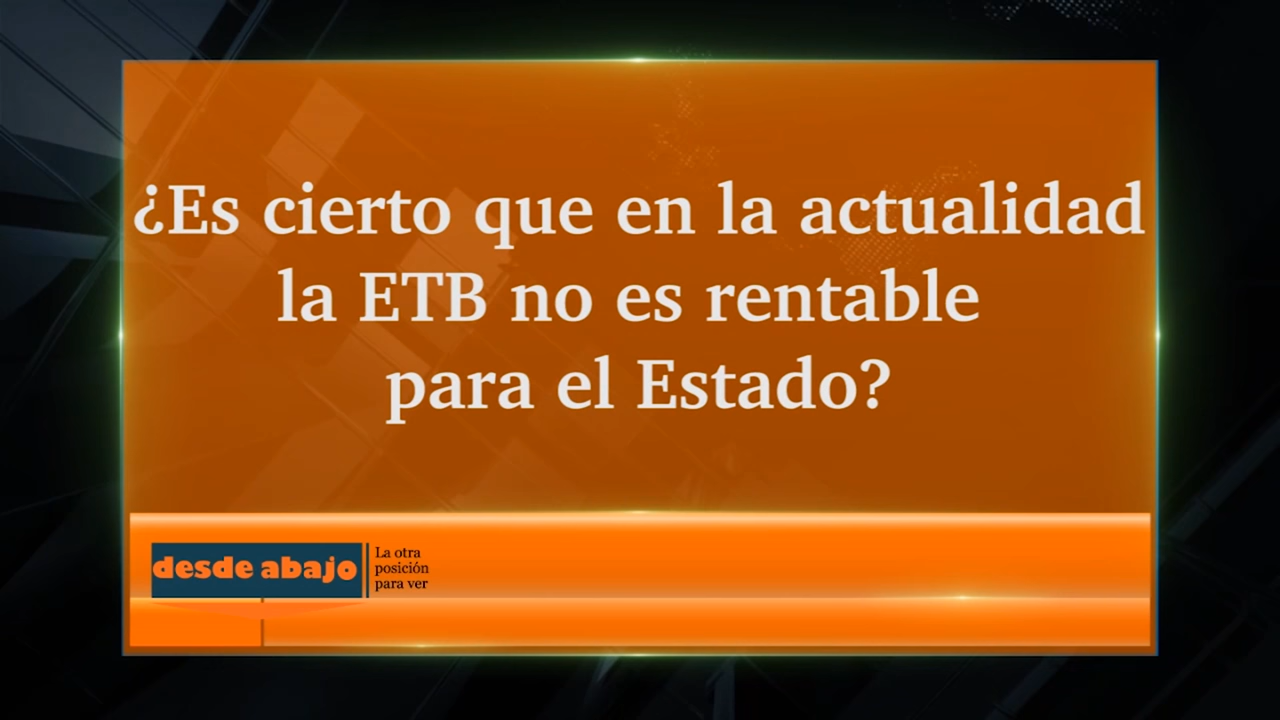 ¿Es cierto que en la actualidad
la ETB no es rentable
para el Estado?
desde abajo
La otra
posición
para ver